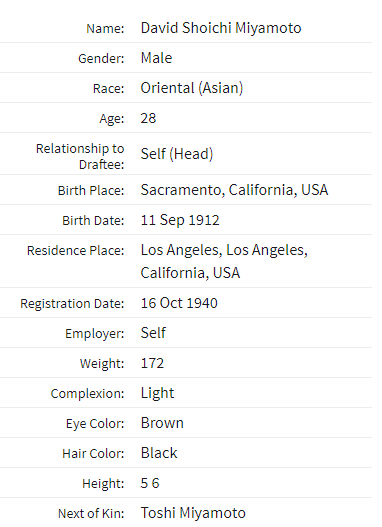 Name: David Shoichi Miyamoto
Gender: Male
Race: Oriental (Asian)
Age: 28
Relationship to
Draftee: Self (Head)
Birth Place: Sacramento, California, USA
Birth Date: 11 Sep 1912
Residence Place: Los Angeles, Los Angeles,
California, USA
Registration Date: 16 Oct 1940
Employer: Self
Weight: 172
Complexion: Light
Eye Color: Brown
Hair Color: Black
Height: 5 6
Next of Kin: Toshi Miyamoto